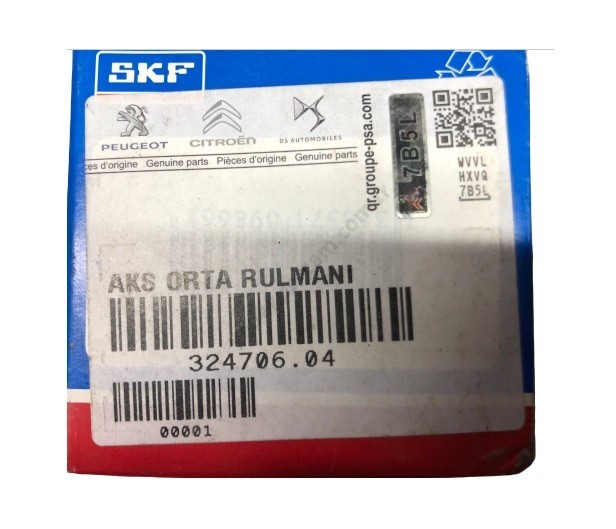 SKF
PEUGEOT CITROËN DS AUTOMOBILES
ces d'origine Genuine parts Pièces d'origine Genuine parts
qr.groupe-psa.com
7B5L
WVVL
HXVQ
7B5L
AKS ORTA RULMANI
324706.04
00001